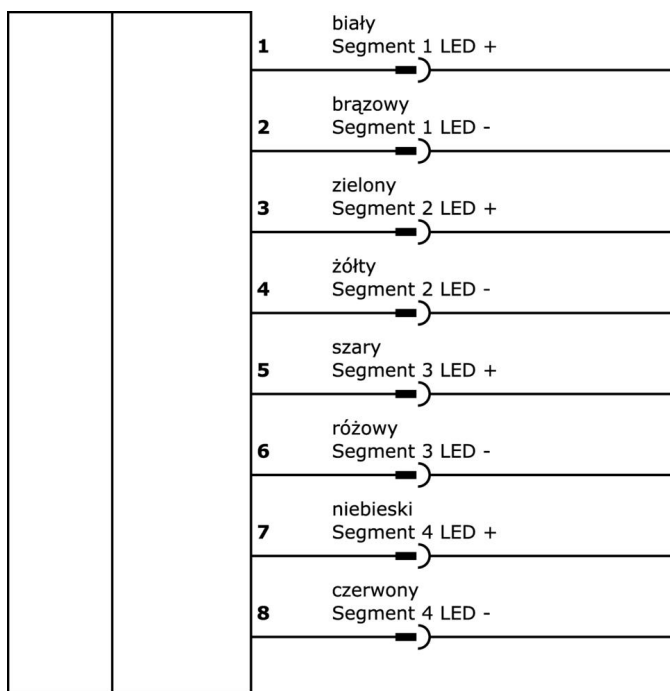 biały
1 Segment 1 LED +
brązowy
2 Segment 1 LED -
zielony
3 Segment 2 LED +
żółty
4 Segment 2 LED -
szary
5 Segment 3 LED +
różowy
6 Segment 3 LED -
niebieski
7 Segment 4 LED +
czerwony
8 Segment 4 LED -